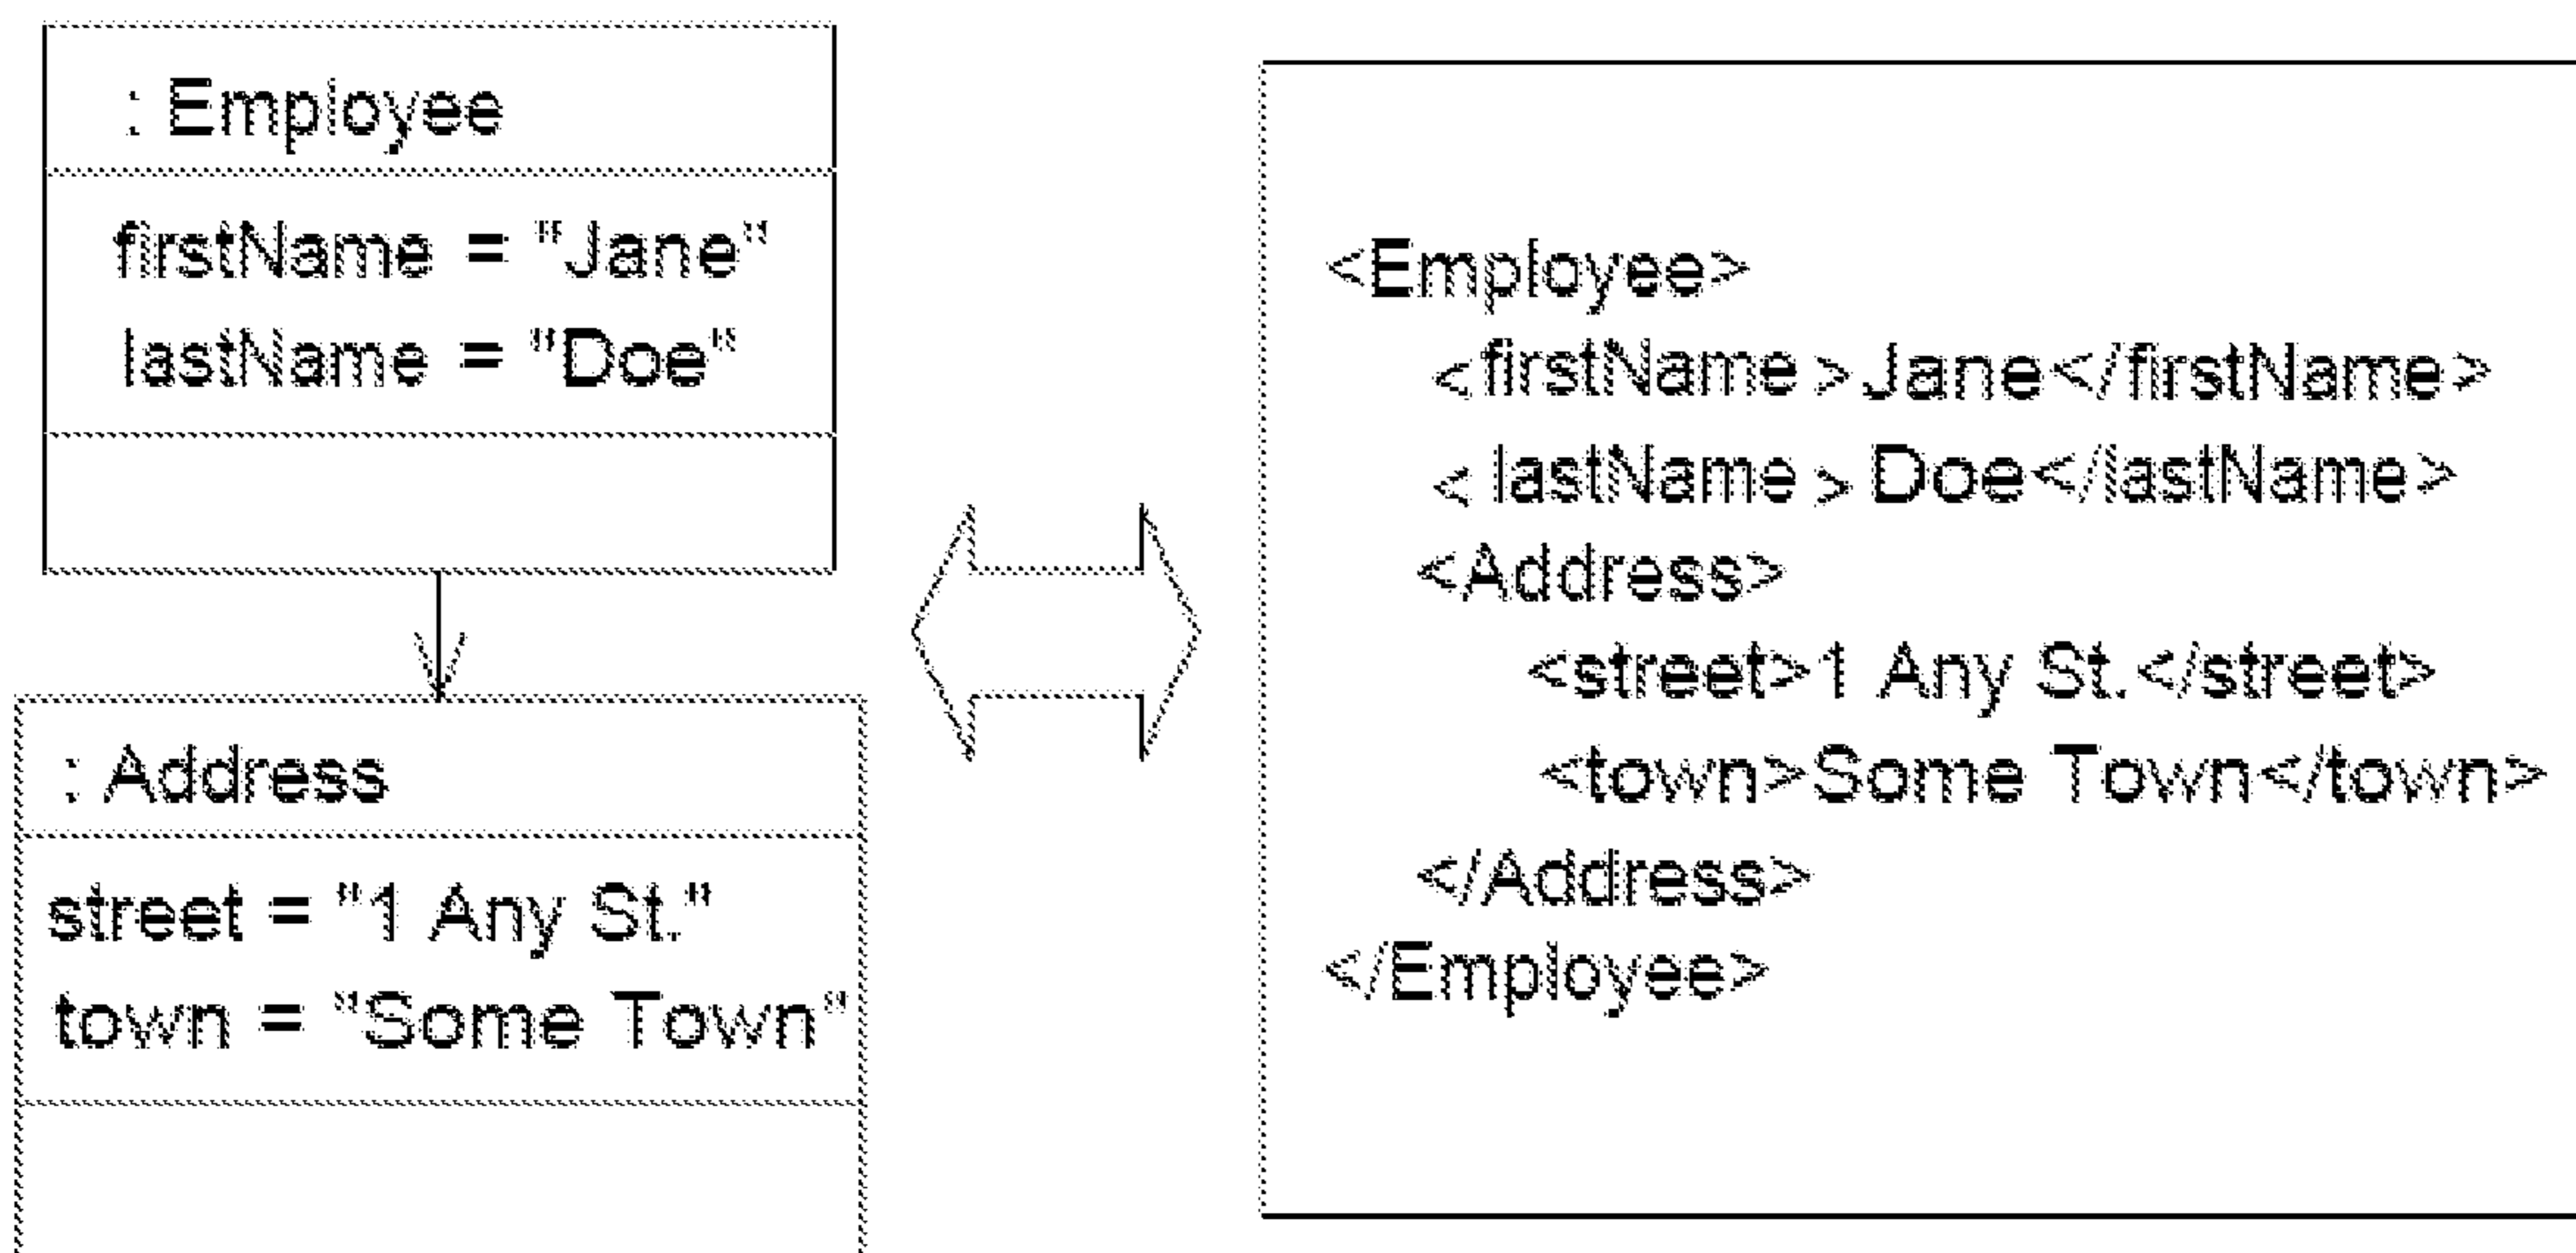 : Employee
firstName = "Jane"
lastName = "Doe"
: Address
street = "1 Any St."
town = "Some Town"
<Employee>
<firstName>Jane</firstName>
< lastName > Doe</lastName>
<Address>
<street>1 Any St.</street>
<town>Some Town</town>
</Address>
</Employee>